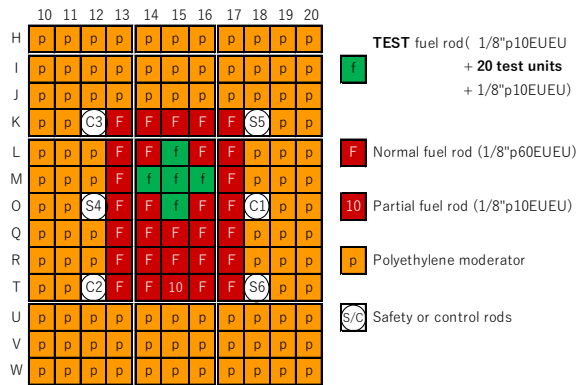 10 11 12 13 14 15 16 17 18 19 20
H p p p p p p p p p p p
I p p p p p p p p p p p
J p p p p p p p p p p p
K p p C3 F F F F F S5 p p
L p p p F F f F F p p p
M p p p F f f f F p p p
O p p S4 F F f F F C1 p p
Q p p p F F F F F p p p
R p p p F F F F F p p p
T p p C2 F F 10 F F S6 p p
U p p p p p p p p p p p
V p p p p p p p p p p p
W p p p p p p p p p p p
TEST fuel rod( 1/8"p10EUEU
f + 20 test units
+ 1/8"p10EUEU)
F Normal fuel rod (1/8"p60EUEU)
10 Partial fuel rod (1/8"p10EUEU)
p Polyethylene moderator
S/C Safety or control rods